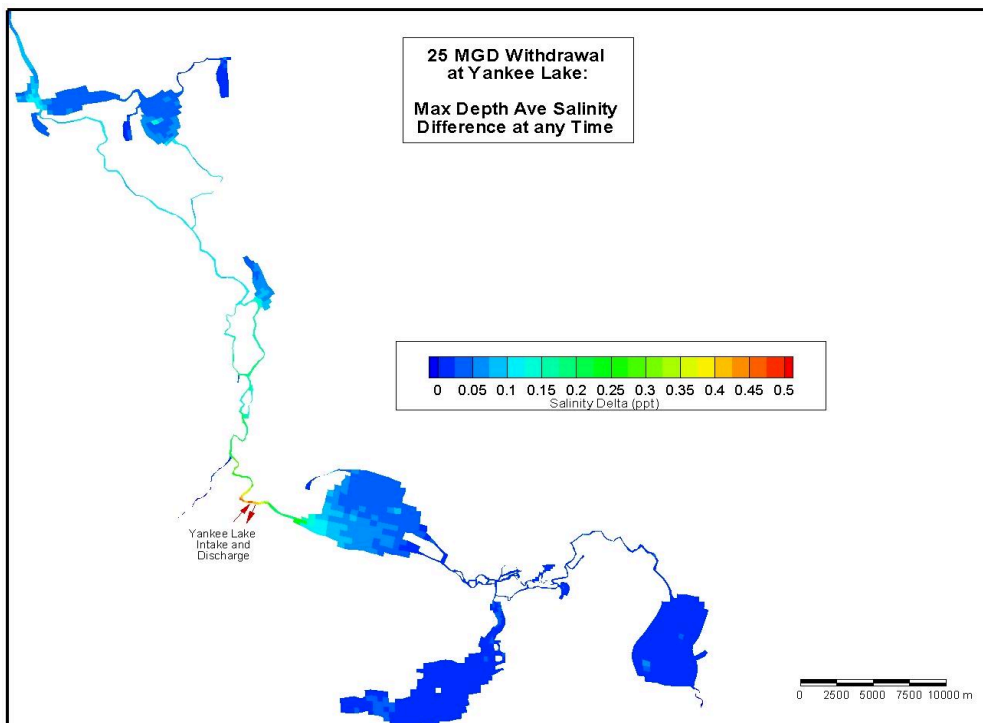 25 MGD Withdrawal
at Yankee Lake:
Max Depth Ave Salinity
Difference at any Time
0 0.05 0.1 0.15 0.2 0.25 0.3 0.35 0.4 0.45 0.5
Salinity Delta (ppt)
Yankee Lake
Intake and
Discharge
0 2500 5000 7500 10000 m